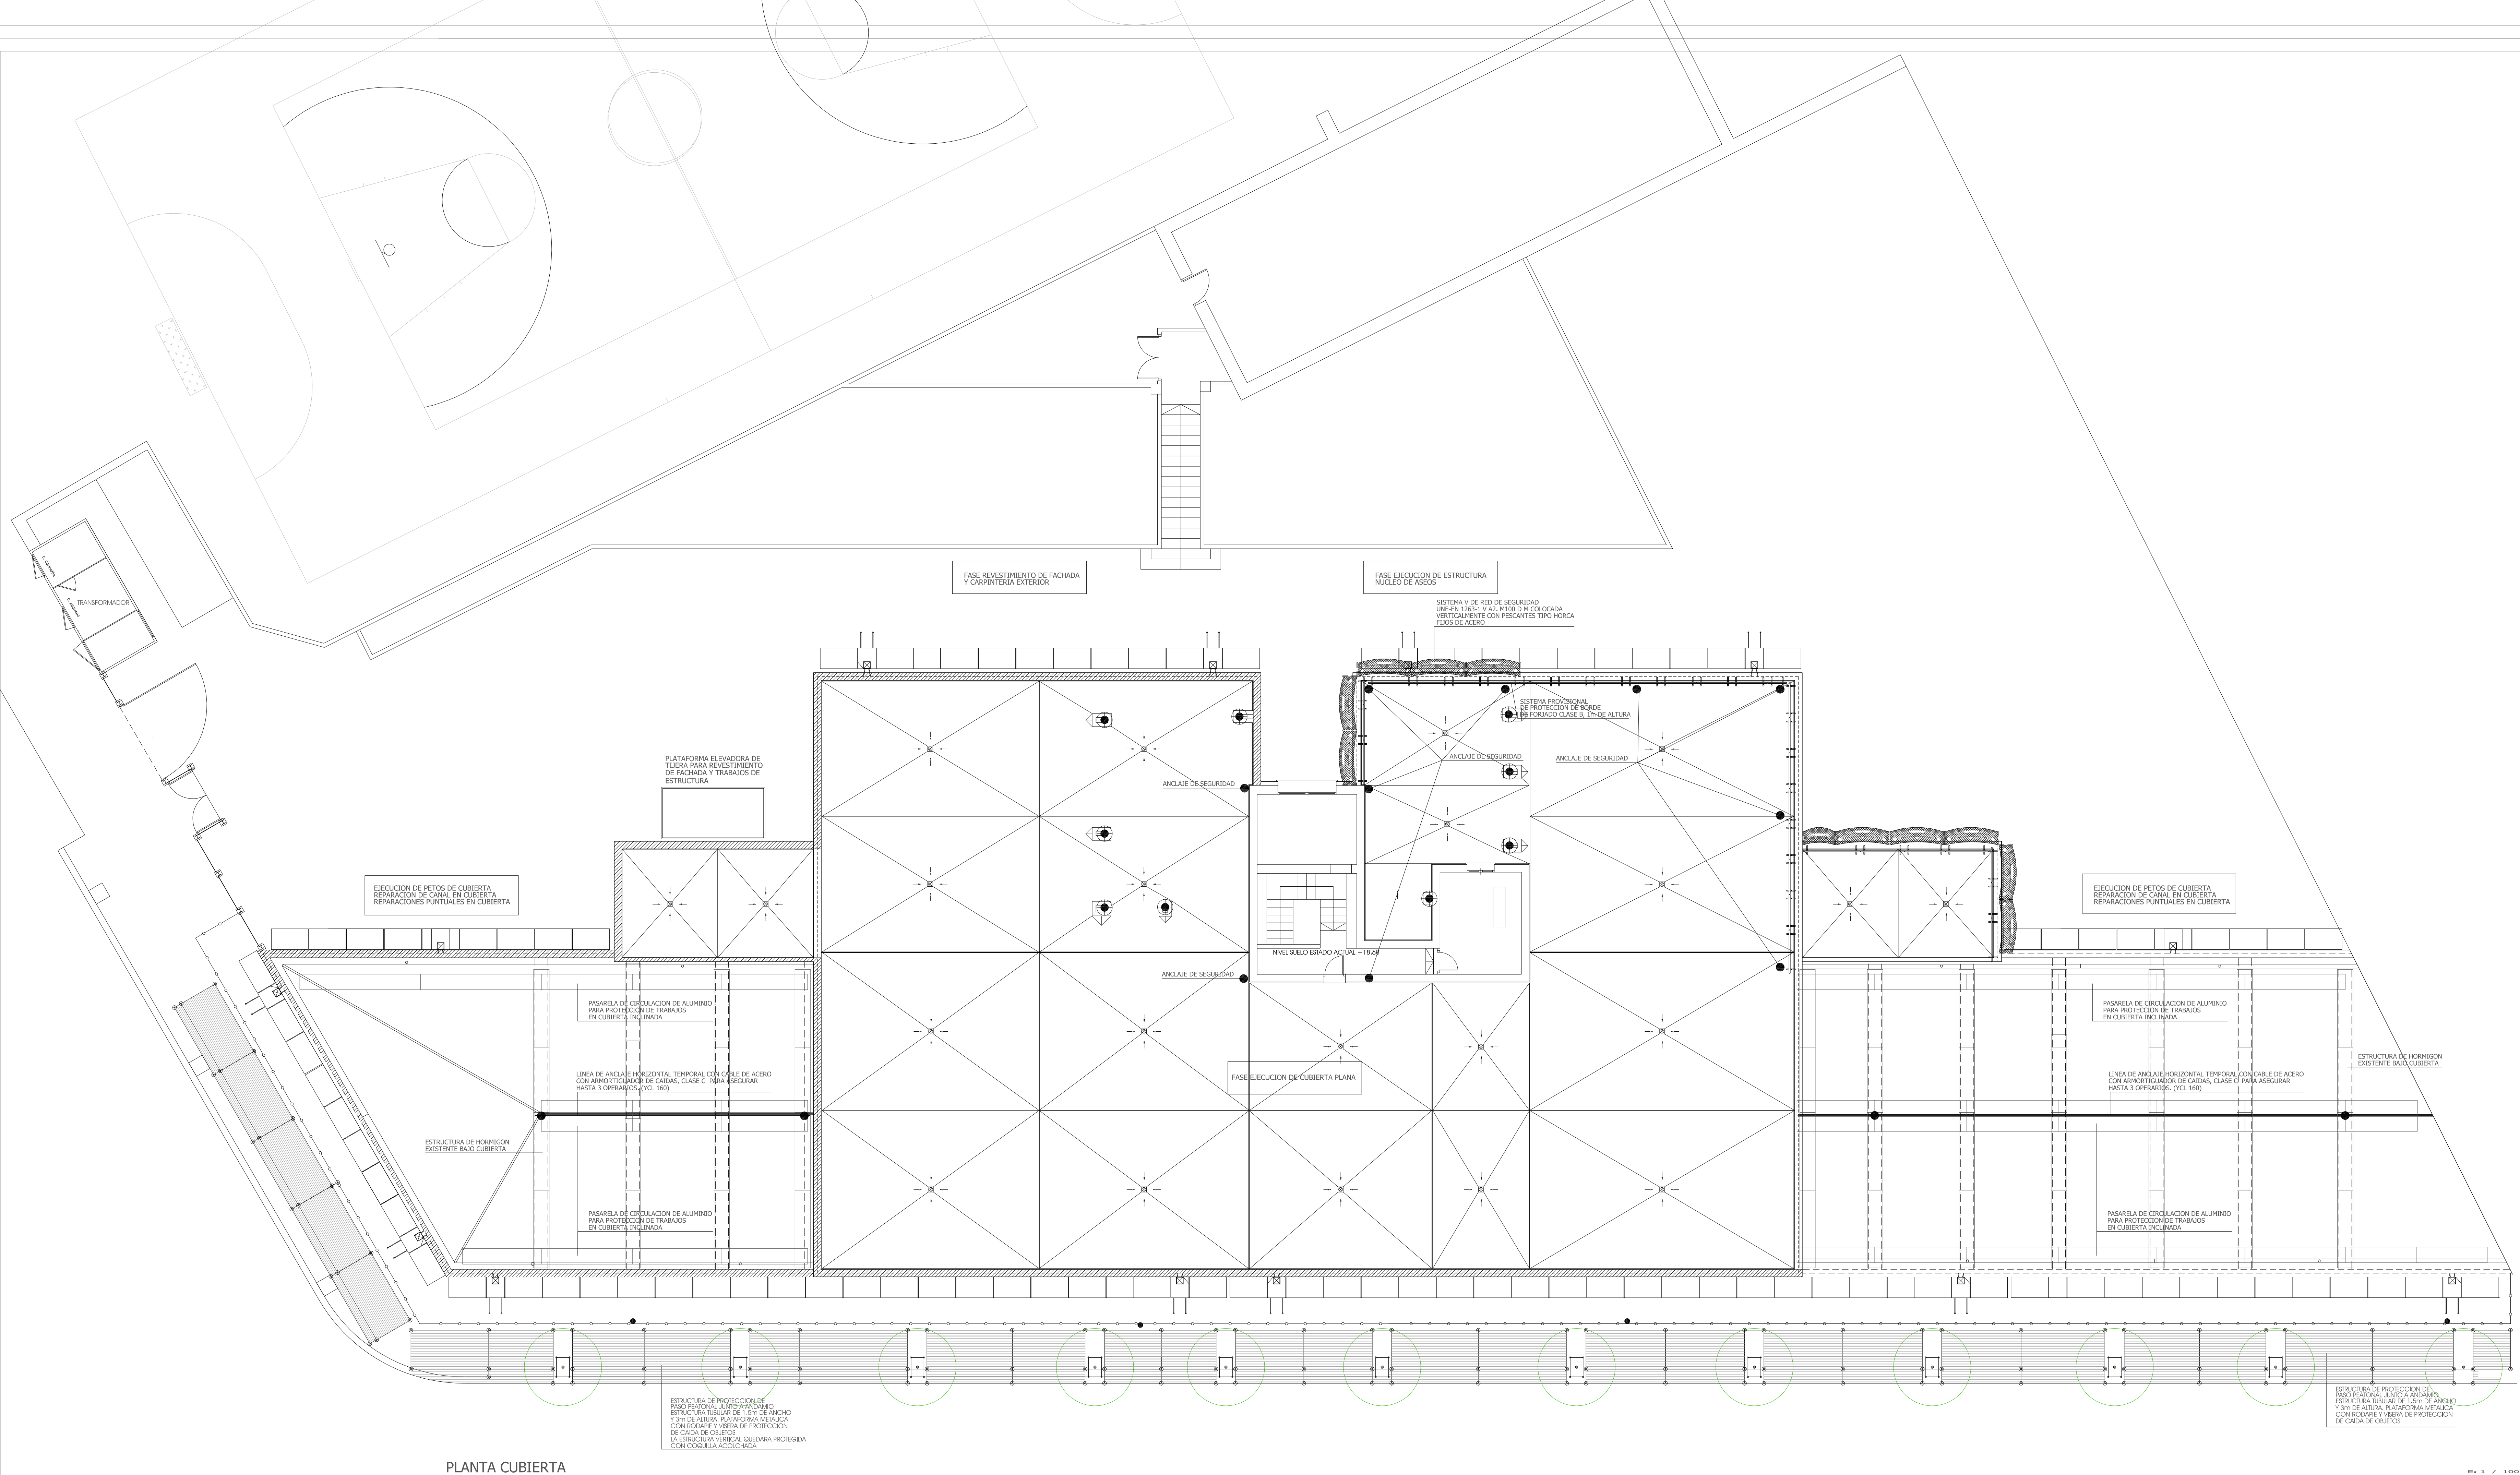 FASE REVESTIMIENTO DE FACHADA
Y CARPINTERIA EXTERIOR
FASE EJECUCION DE ESTRUCTURA
NUCLEO DE ASEOS
SISTEMA V DE RED DE SEGURIDAD
UNE-EN 1263-1 V A2. M100 D M COLOCADA
VERTICALMENTE CON PESCANTES TIPO HORCA
FIJOS DE ACERO
C. COMPAÑIA
C. ABONADO
TRANSFORMADOR
SISTEMA PROVISIONAL
DE PROTECCION DE BORDE
DE FORJADO CLASE B, 1m DE ALTURA
PLATAFORMA ELEVADORA DE
TIJERA PARA REVESTIMIENTO
DE FACHADA Y TRABAJOS DE
ESTRUCTURA
ANCLAJE DE SEGURIDAD
ANCLAJE DE SEGURIDAD
ANCLAJE DE SEGURIDAD
EJECUCION DE PETOS DE CUBIERTA
REPARACION DE CANAL EN CUBIERTA
REPARACIONES PUNTUALES EN CUBIERTA
EJECUCION DE PETOS DE CUBIERTA
REPARACION DE CANAL EN CUBIERTA
REPARACIONES PUNTUALES EN CUBIERTA
NIVEL SUELO ESTADO ACTUAL +18.68
ANCLAJE DE SEGURIDAD
PASARELA DE CIRCULACION DE ALUMINIO
PARA PROTECCION DE TRABAJOS
EN CUBIERTA INCLINADA
PASARELA DE CIRCULACION DE ALUMINIO
PARA PROTECCION DE TRABAJOS
EN CUBIERTA INCLINADA
ESTRUCTURA DE HORMIGON
EXISTENTE BAJO CUBIERTA
LINEA DE ANCLAJE HORIZONTAL TEMPORAL CON CABLE DE ACERO
CON ARMORTIGUADOR DE CAIDAS, CLASE C PARA ASEGURAR
HASTA 3 OPERARIOS. (YCL 160)
FASE EJECUCION DE CUBIERTA PLANA
LINEA DE ANCLAJE HORIZONTAL TEMPORAL CON CABLE DE ACERO
CON ARMORTIGUADOR DE CAIDAS, CLASE C PARA ASEGURAR
HASTA 3 OPERARIOS. (YCL 160)
ESTRUCTURA DE HORMIGON
EXISTENTE BAJO CUBIERTA
PASARELA DE CIRCULACION DE ALUMINIO
PARA PROTECCION DE TRABAJOS
EN CUBIERTA INCLINADA
PASARELA DE CIRCULACION DE ALUMINIO
PARA PROTECCION DE TRABAJOS
EN CUBIERTA INCLINADA
ESTRUCTURA DE PROTECCION DE
PASO PEATONAL JUNTO A ANDAMIO
ESTRUCTURA TUBULAR DE 1.5m DE ANCHO
Y 3m DE ALTURA, PLATAFORMA METALICA
CON RODAPIE Y VISERA DE PROTECCION
DE CAIDA DE OBJETOS
LA ESTRUCTURA VERTICAL QUEDARA PROTEGIDA
CON COQUILLA ACOLCHADA
ESTRUCTURA DE PROTECCION DE
PASO PEATONAL JUNTO A ANDAMIO
ESTRUCTURA TUBULAR DE 1.5m DE ANCHO
Y 3m DE ALTURA, PLATAFORMA METALICA
CON RODAPIE Y VISERA DE PROTECCION
DE CAIDA DE OBJETOS
PLANTA CUBIERTA
E: 1 / 100